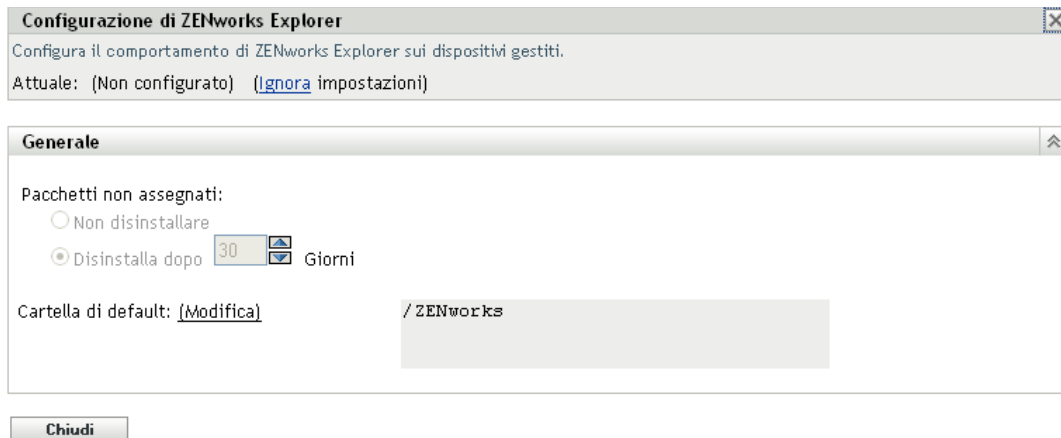 Configurazione di ZENworks Explorer
Configura il comportamento di ZENworks Explorer sui dispositivi gestiti.
Attuale: (Non configurato) (Ignora impostazioni)
Generale
Pacchetti non assegnati:
Non disinstallare
Disinstalla dopo 30 Giorni
Cartella di default: (Modifica) /ZENworks
Chiudi